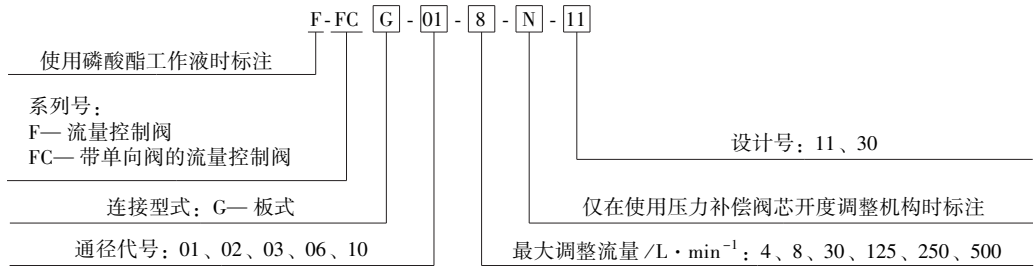 F-FC G - 01 - 8 - N - 11
使用磷酸酯工作液时标注
系列号：
F— 流量控制阀
FC— 带单向阀的流量控制阀
设计号：11、30
连接型式：G— 板式
仅在使用压力补偿阀芯开度调整机构时标注
通径代号：01、02、03、06、10
最大调整流量 /L·min⁻¹：4、8、30、125、250、500